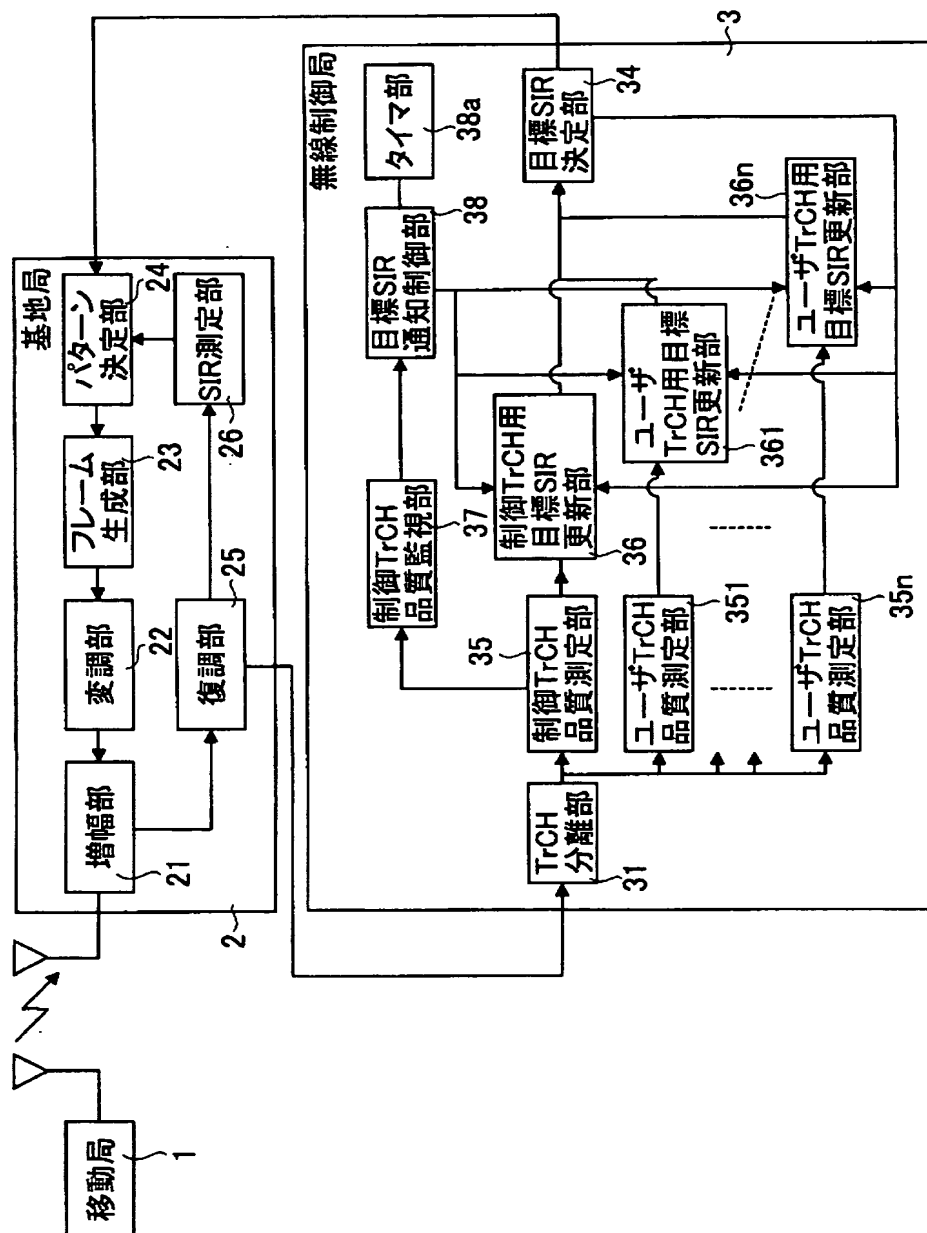 移動局
1
基地局
2
増幅部
21
変調部
22
フレーム
生成部
23
パターン
決定部
24
復調部
25
SIR測定部
26
無線制御局
3
TrCH
分離部
31
制御TrCH
品質測定部
35
ユーザTrCH
品質測定部
351
ユーザTrCH
品質測定部
35n
制御TrCH
品質監視部
37
制御TrCH用
目標SIR
更新部
36
ユーザ
TrCH用目標
SIR更新部
361
ユーザTrCH用
目標SIR更新部
36n
目標SIR
通知制御部
38
タイマ部
38a
目標SIR
決定部
34